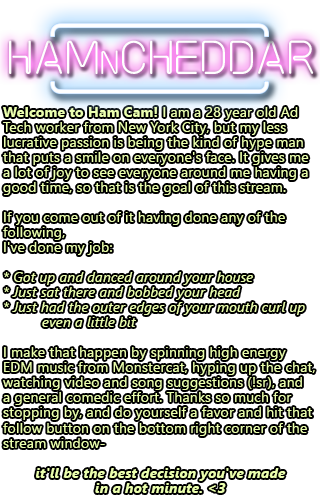 HAMNCHEDDAR
Welcome to Ham Cam! I am a 28 year old Ad
Tech worker from New York City, but my less
lucrative passion is being the kind of hype man
that puts a smile on everyone's face. It gives me
a lot of joy to see everyone around me having a
good time, so that is the goal of this stream.
If you come out of it having done any of the
following,
I've done my job:
* Got up and danced around your house
* Just sat there and bobbed your head
* Just had the outer edges of your mouth curl up
even a little bit
I make that happen by spinning high energy
EDM music from Monstercat, hyping up the chat,
watching video and song suggestions (!sr), and
a general comedic effort. Thanks so much for
stopping by, and do yourself a favor and hit that
follow button on the bottom right corner of the
stream window-
it'll be the best decision you've made
in a hot minute. <3